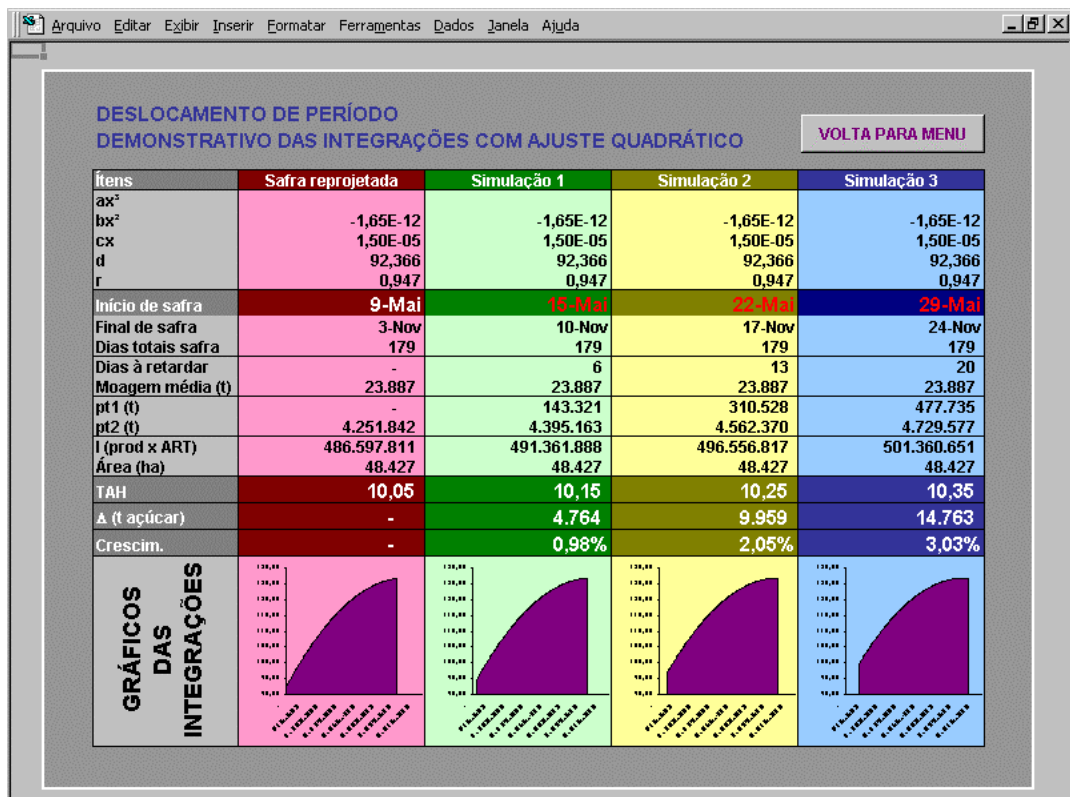 Arquivo Editar Exibir Inserir Formatar Ferramentas Dados Janela Ajuda
DESLOCAMENTO DE PERÍODO
DEMONSTRATIVO DAS INTEGRAÇÕES COM AJUSTE QUADRÁTICO
VOLTA PARA MENU
Ítens Safra reprojetada Simulação 1 Simulação 2 Simulação 3
ax³
bx² -1,65E-12 -1,65E-12 -1,65E-12 -1,65E-12
cx 1,50E-05 1,50E-05 1,50E-05 1,50E-05
d 92,366 92,366 92,366 92,366
r 0,947 0,947 0,947 0,947
Início de safra 9-Mai 15-Mai 22-Mai 29-Mai
Final de safra 3-Nov 10-Nov 17-Nov 24-Nov
Dias totais safra 179 179 179 179
Dias à retardar - 6 13 20
Moagem média (t) 23.887 23.887 23.887 23.887
pt1 (t) - 143.321 310.528 477.735
pt2 (t) 4.251.842 4.395.163 4.562.370 4.729.577
I (prod x ART) 486.597.811 491.361.888 496.556.817 501.360.651
Área (ha) 48.427 48.427 48.427 48.427
TAH 10,05 10,15 10,25 10,35
Δ (t açúcar) - 4.764 9.959 14.763
Crescim. - 0,98% 2,05% 3,03%
GRÁFICOS
DAS
INTEGRAÇÕES